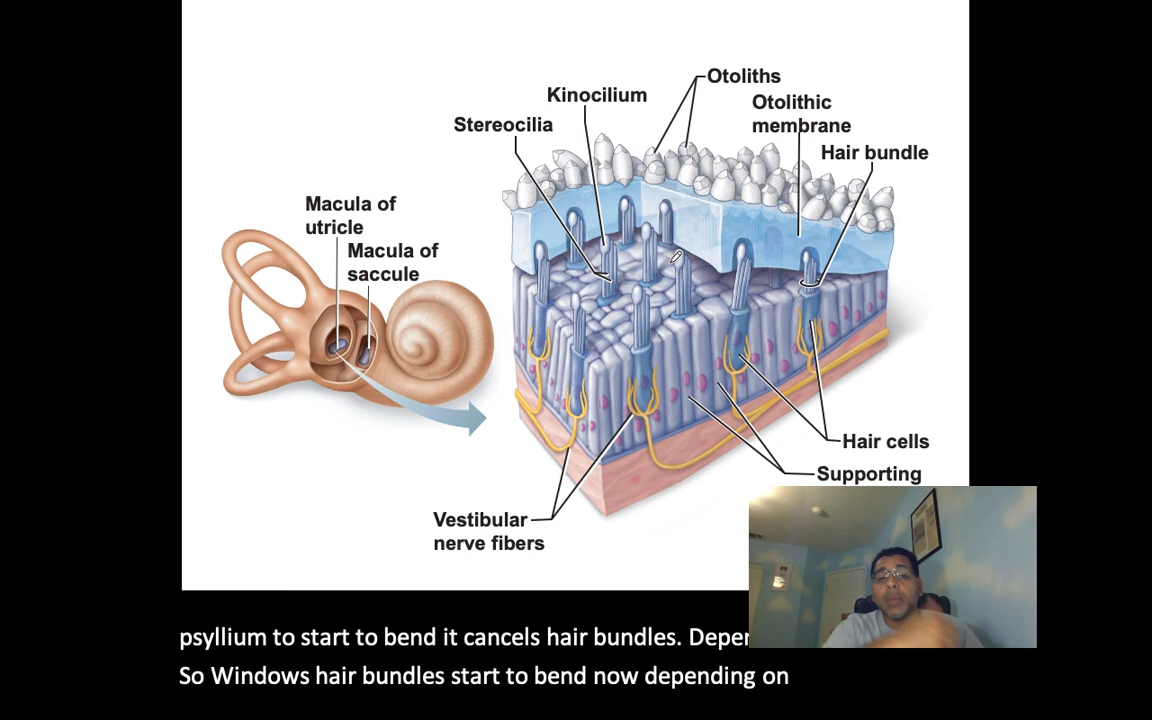 Otoliths
Kinocilium
Otolithic
membrane
Stereocilia
Hair bundle
Macula of
utricle
Macula of
saccule
Hair cells
Supporting
Vestibular
nerve fibers
psyllium to start to bend it cancels hair bundles.
So Windows hair bundles start to bend now depending on